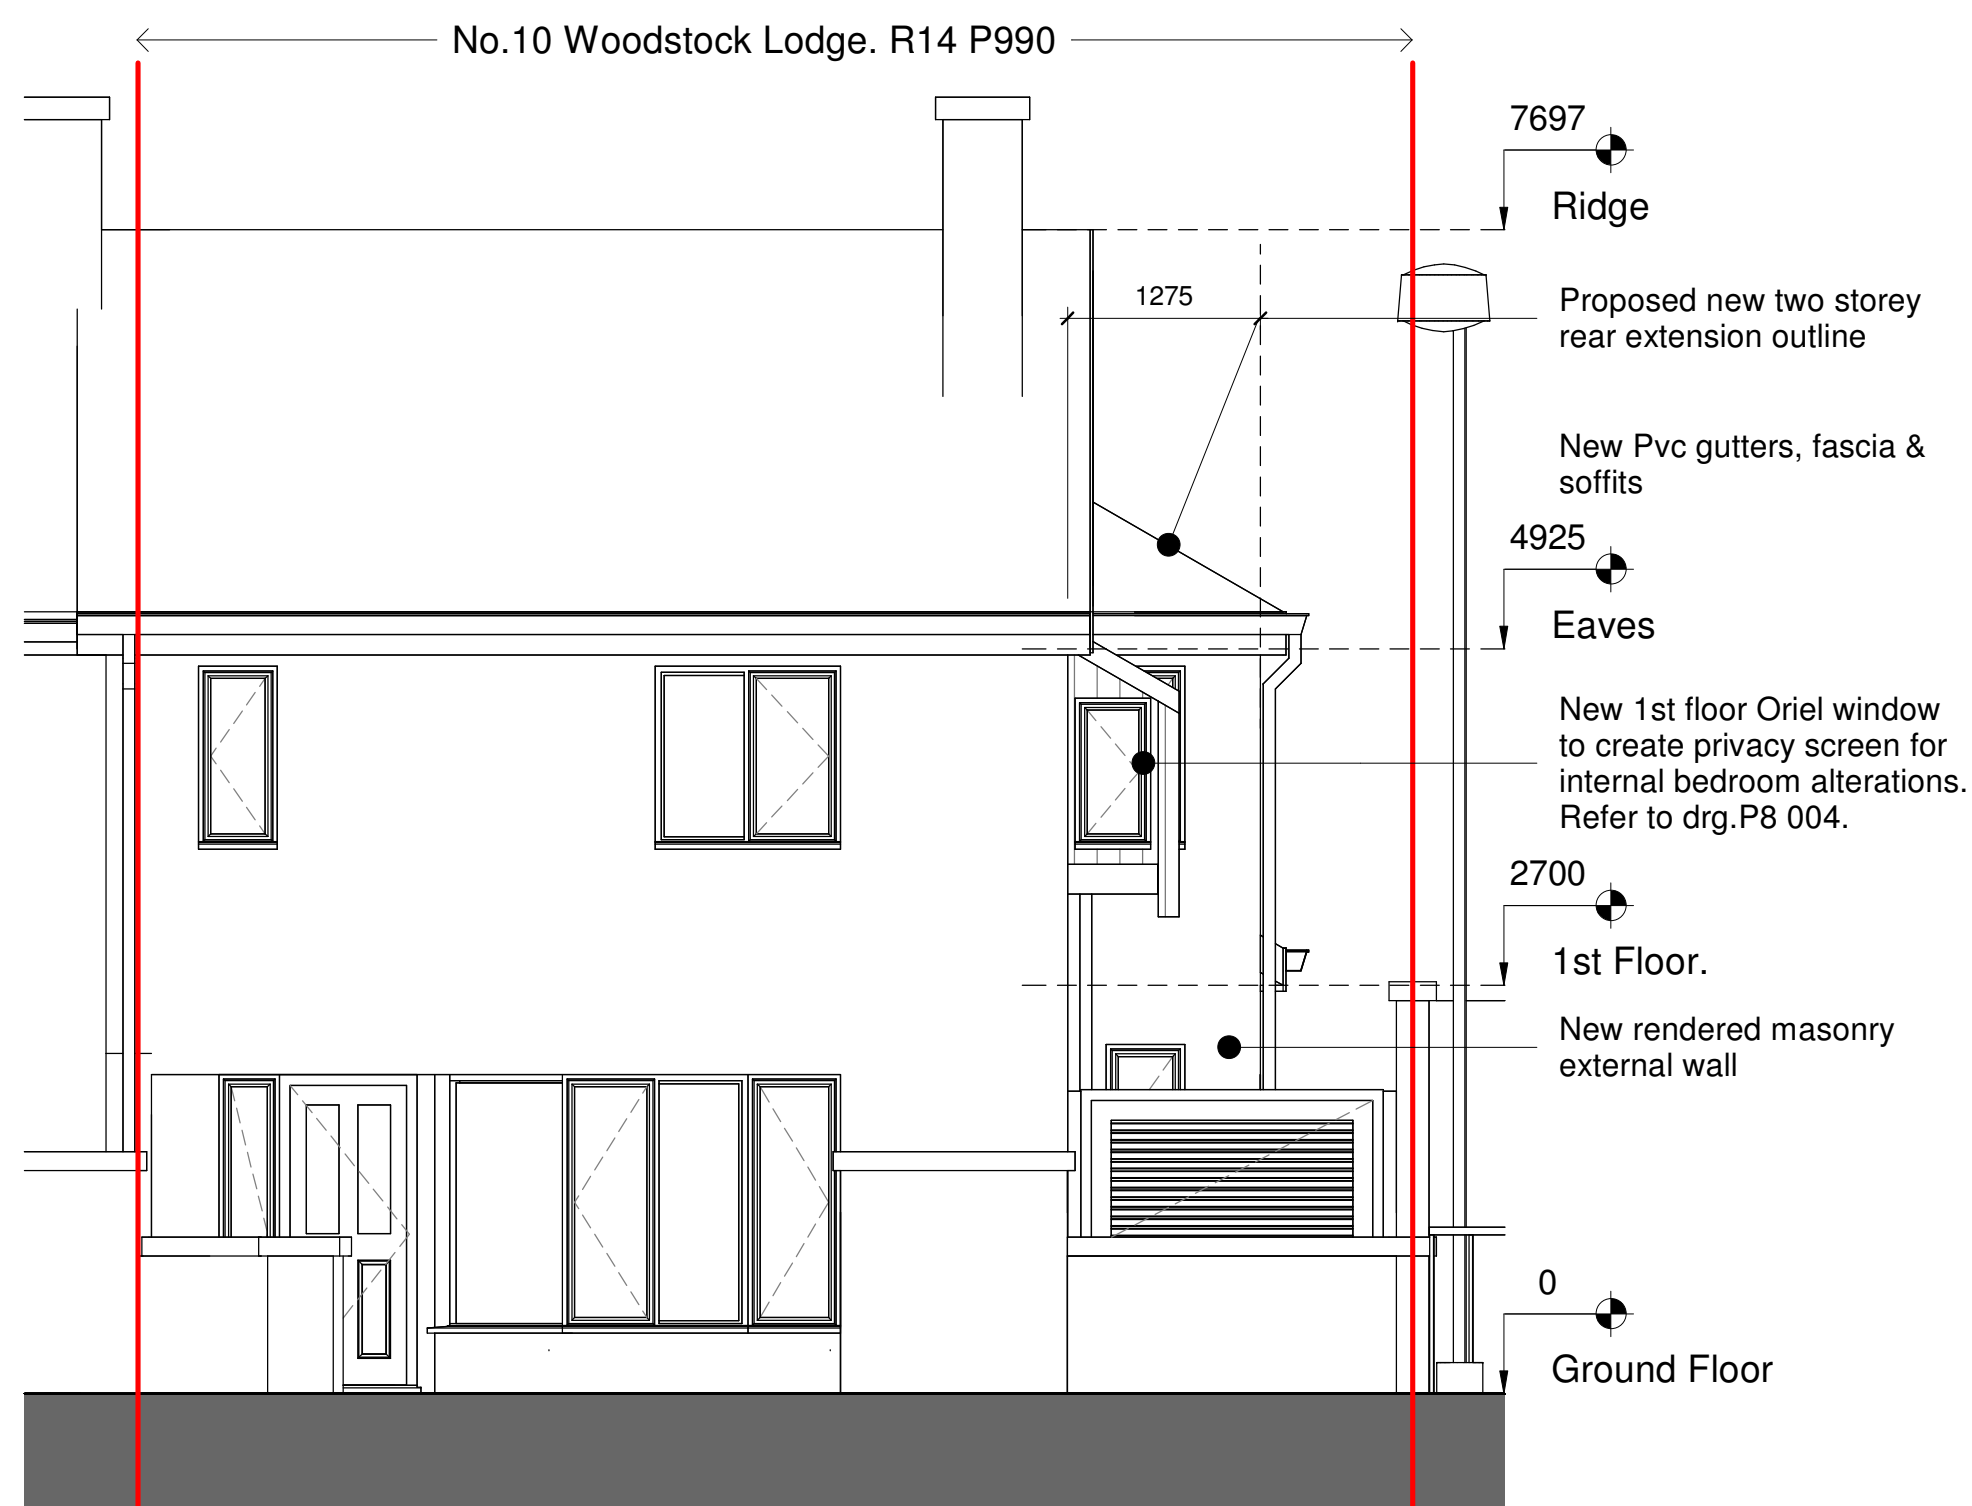 No.10 Woodstock Lodge. R14 P990
7697
Ridge
1275
Proposed new two storey
rear extension outline
New Pvc gutters, fascia &
soffits
4925
Eaves
New 1st floor Oriel window
to create privacy screen for
internal bedroom alterations.
Refer to drg.P8 004.
2700
1st Floor.
New rendered masonry
external wall
0
Ground Floor